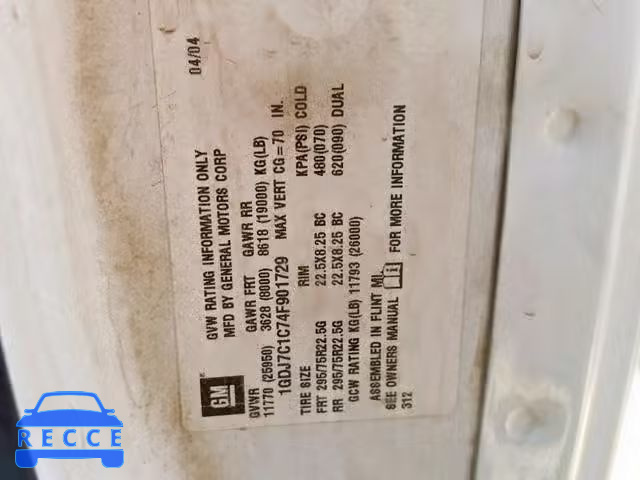 GVW RATING INFORMATION ONLY 04/04
MFD BY GENERAL MOTORS CORP
GM
GVWR GAWR FRT GAWR RR
11770 (25950) 3628 (8000) 8618 (19000) KG(LB)
1GDJ7C1C74F901729 MAX VERT CG=70 IN.
TIRE SIZE RIM KPA(PSI) COLD
FRT 295/75R22.5G 22.5X8.25 BC 480(070)
RR 295/75R22.5G 22.5X8.25 BC 620(090) DUAL
GCW RATING KG(LB) 11793 (26000)
ASSEMBLED IN FLINT MI.
SEE OWNERS MANUAL FOR MORE INFORMATION
312
RECCE